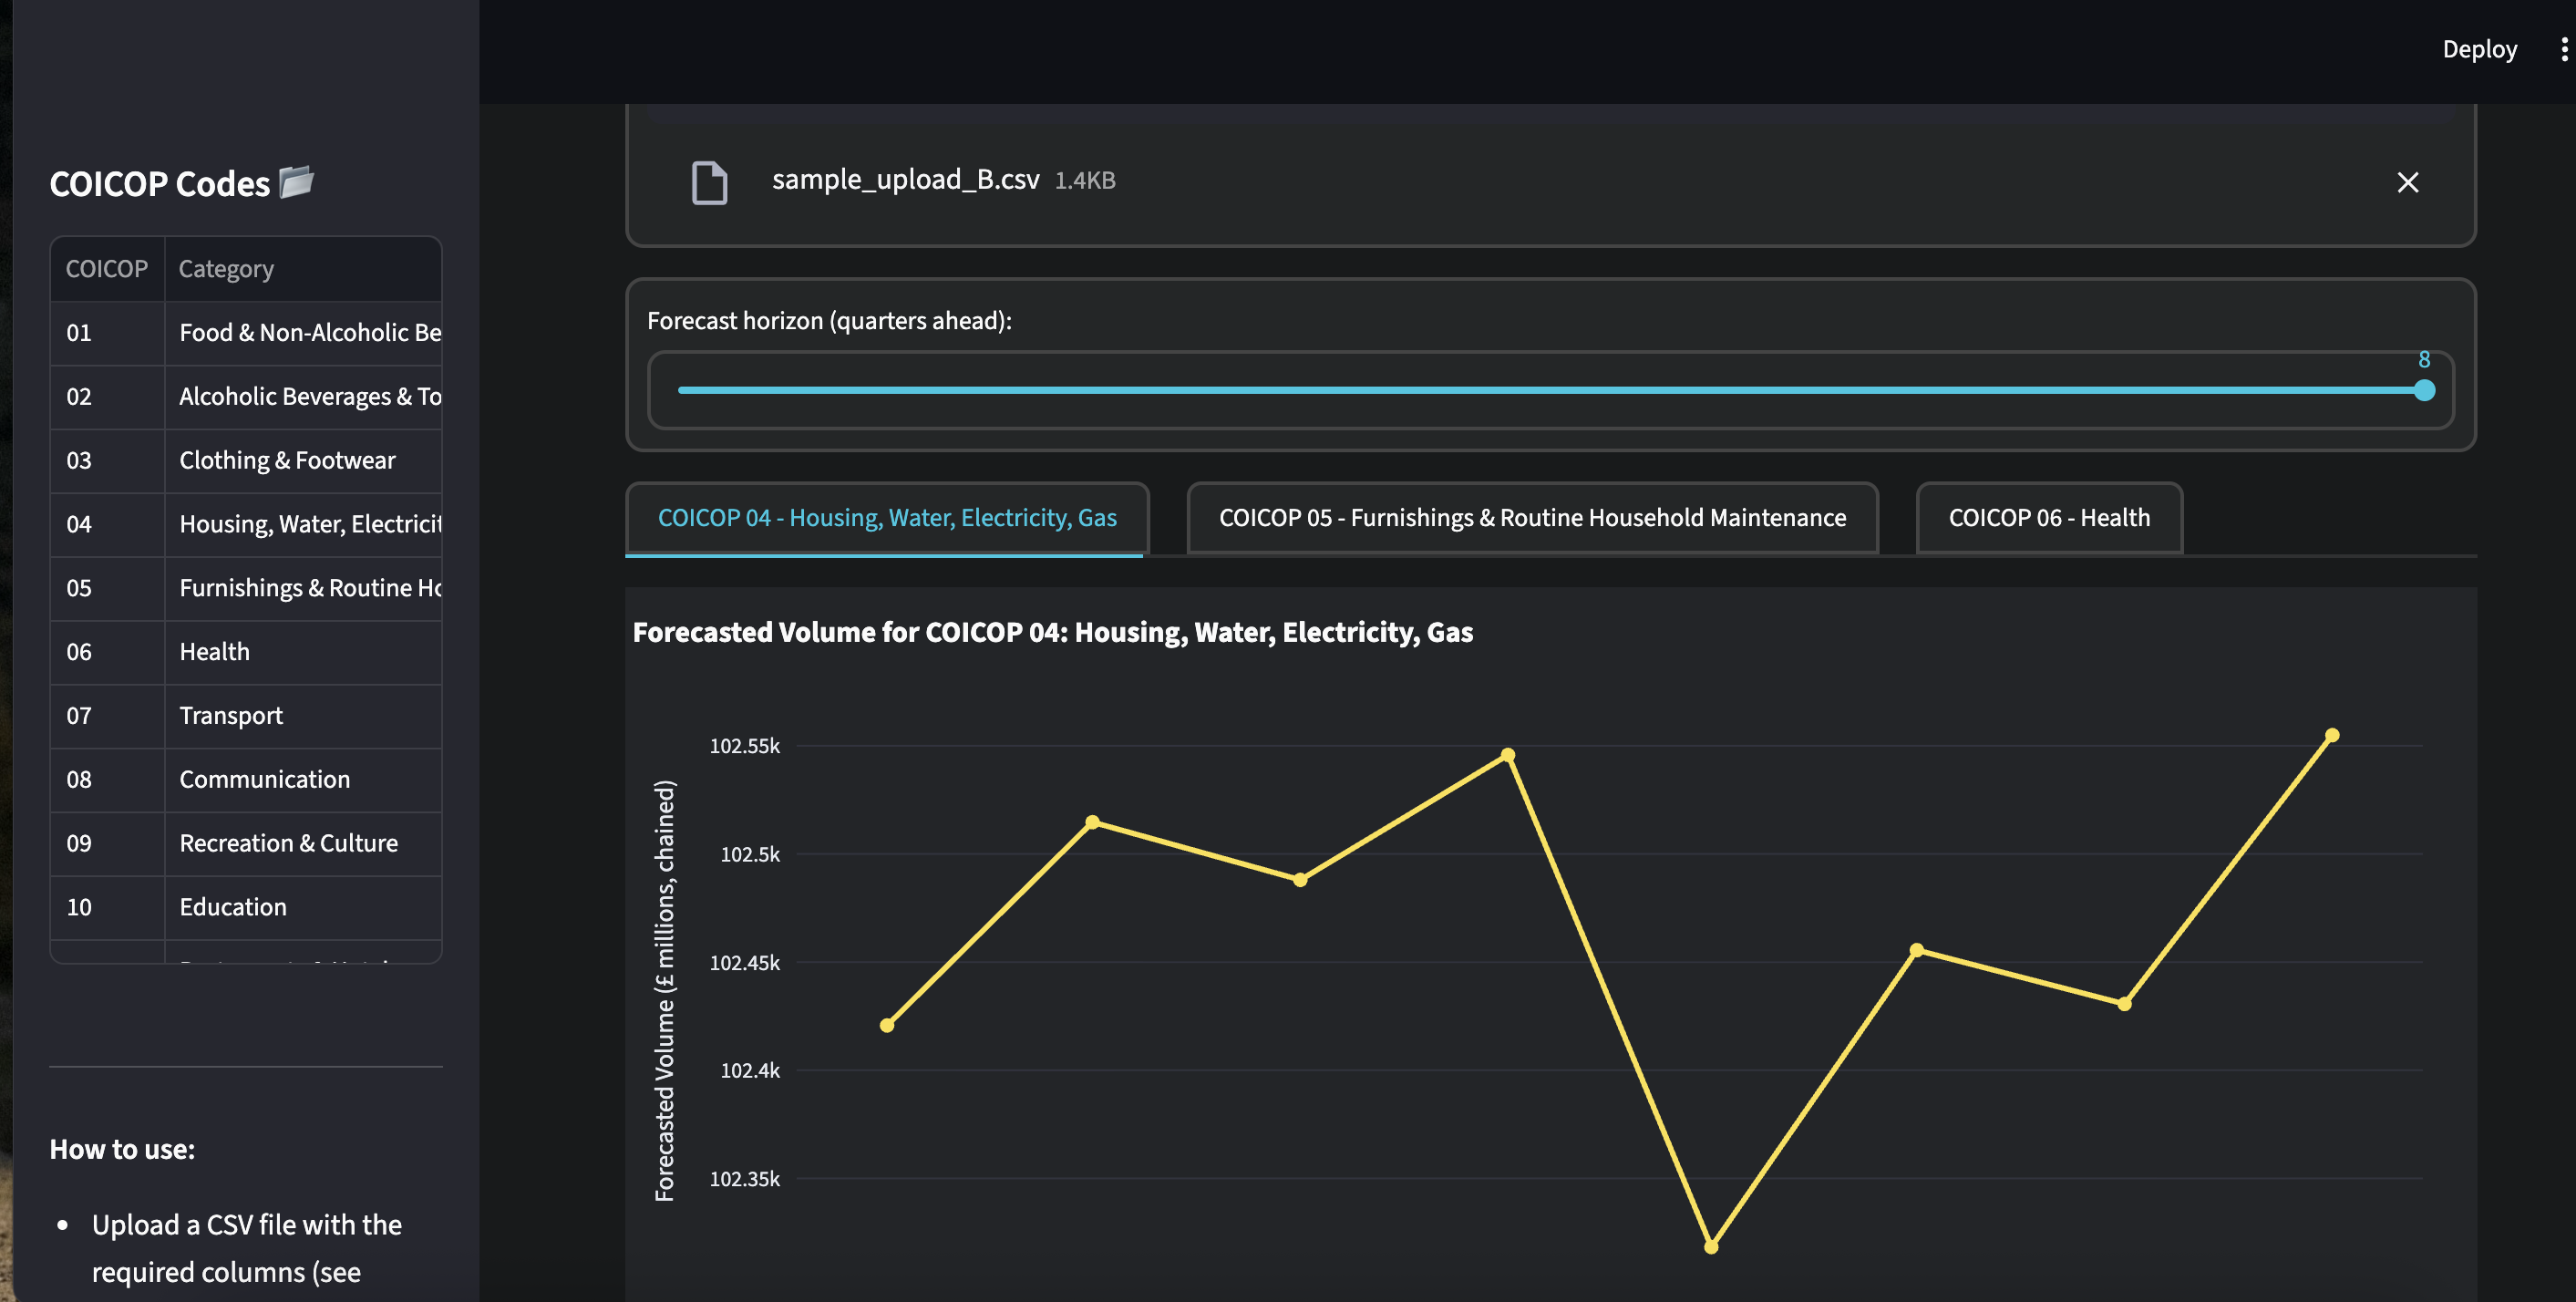 Deploy
COICOP Codes
COICOP Category
01 Food & Non-Alcoholic Be
02 Alcoholic Beverages & To
03 Clothing & Footwear
04 Housing, Water, Electricit
05 Furnishings & Routine Ho
06 Health
07 Transport
08 Communication
09 Recreation & Culture
10 Education
How to use:
• Upload a CSV file with the
required columns (see
sample_upload_B.csv 1.4KB
Forecast horizon (quarters ahead):
8
COICOP 04 - Housing, Water, Electricity, Gas
COICOP 05 - Furnishings & Routine Household Maintenance
COICOP 06 - Health
Forecasted Volume for COICOP 04: Housing, Water, Electricity, Gas
Forecasted Volume (£ millions, chained)
102.55k
102.5k
102.45k
102.4k
102.35k